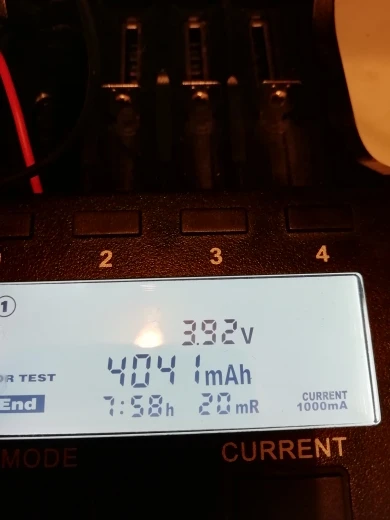 2 3 4
1
3.92V
4041mAh
OR TEST
End
7:58h 20mR
CURRENT
1000mA
MODE CURRENT